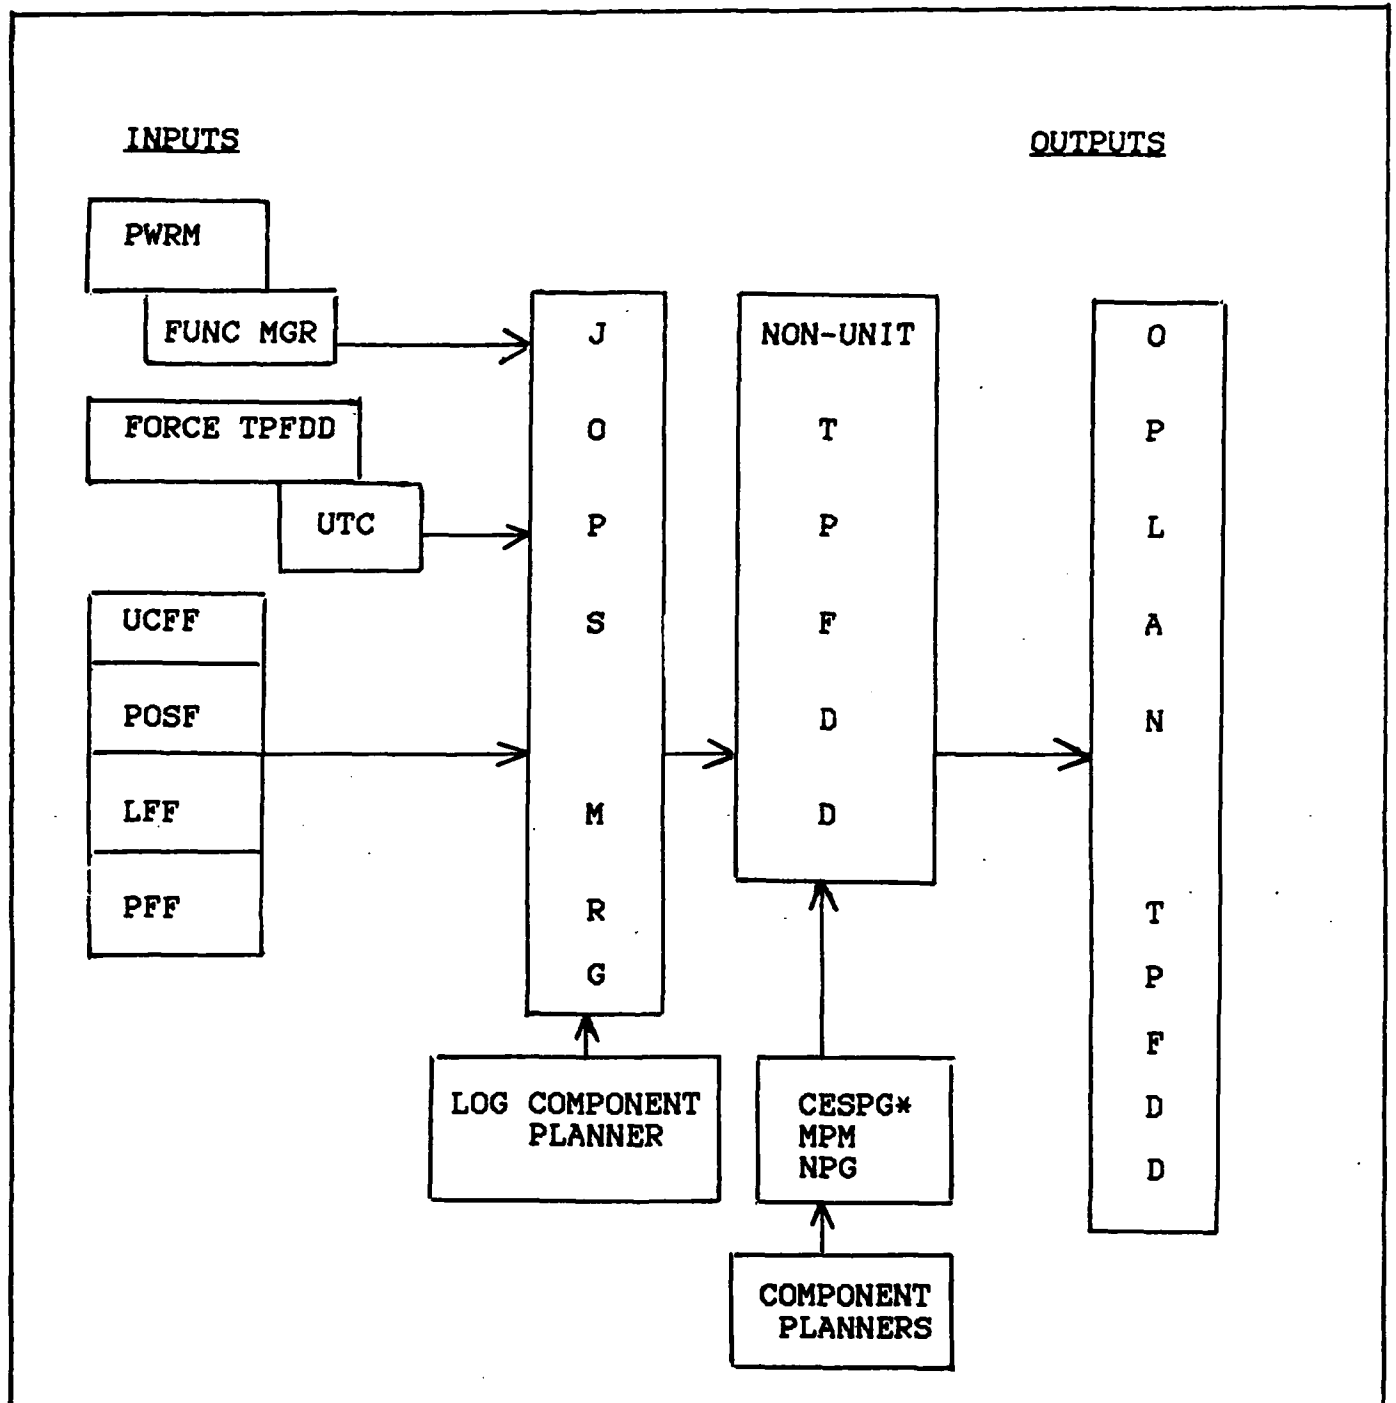 INPUTS
OUTPUTS
PWRM
FUNC MGR
FORCE TPFDD
UTC
UCFF
POSF
LFF
PFF
J
O
P
S
M
R
G
LOG COMPONENT
PLANNER
NON-UNIT
T
P
F
D
D
CESPG*
MPM
NPG
COMPONENT
PLANNERS
O
P
L
A
N
T
P
F
D
D